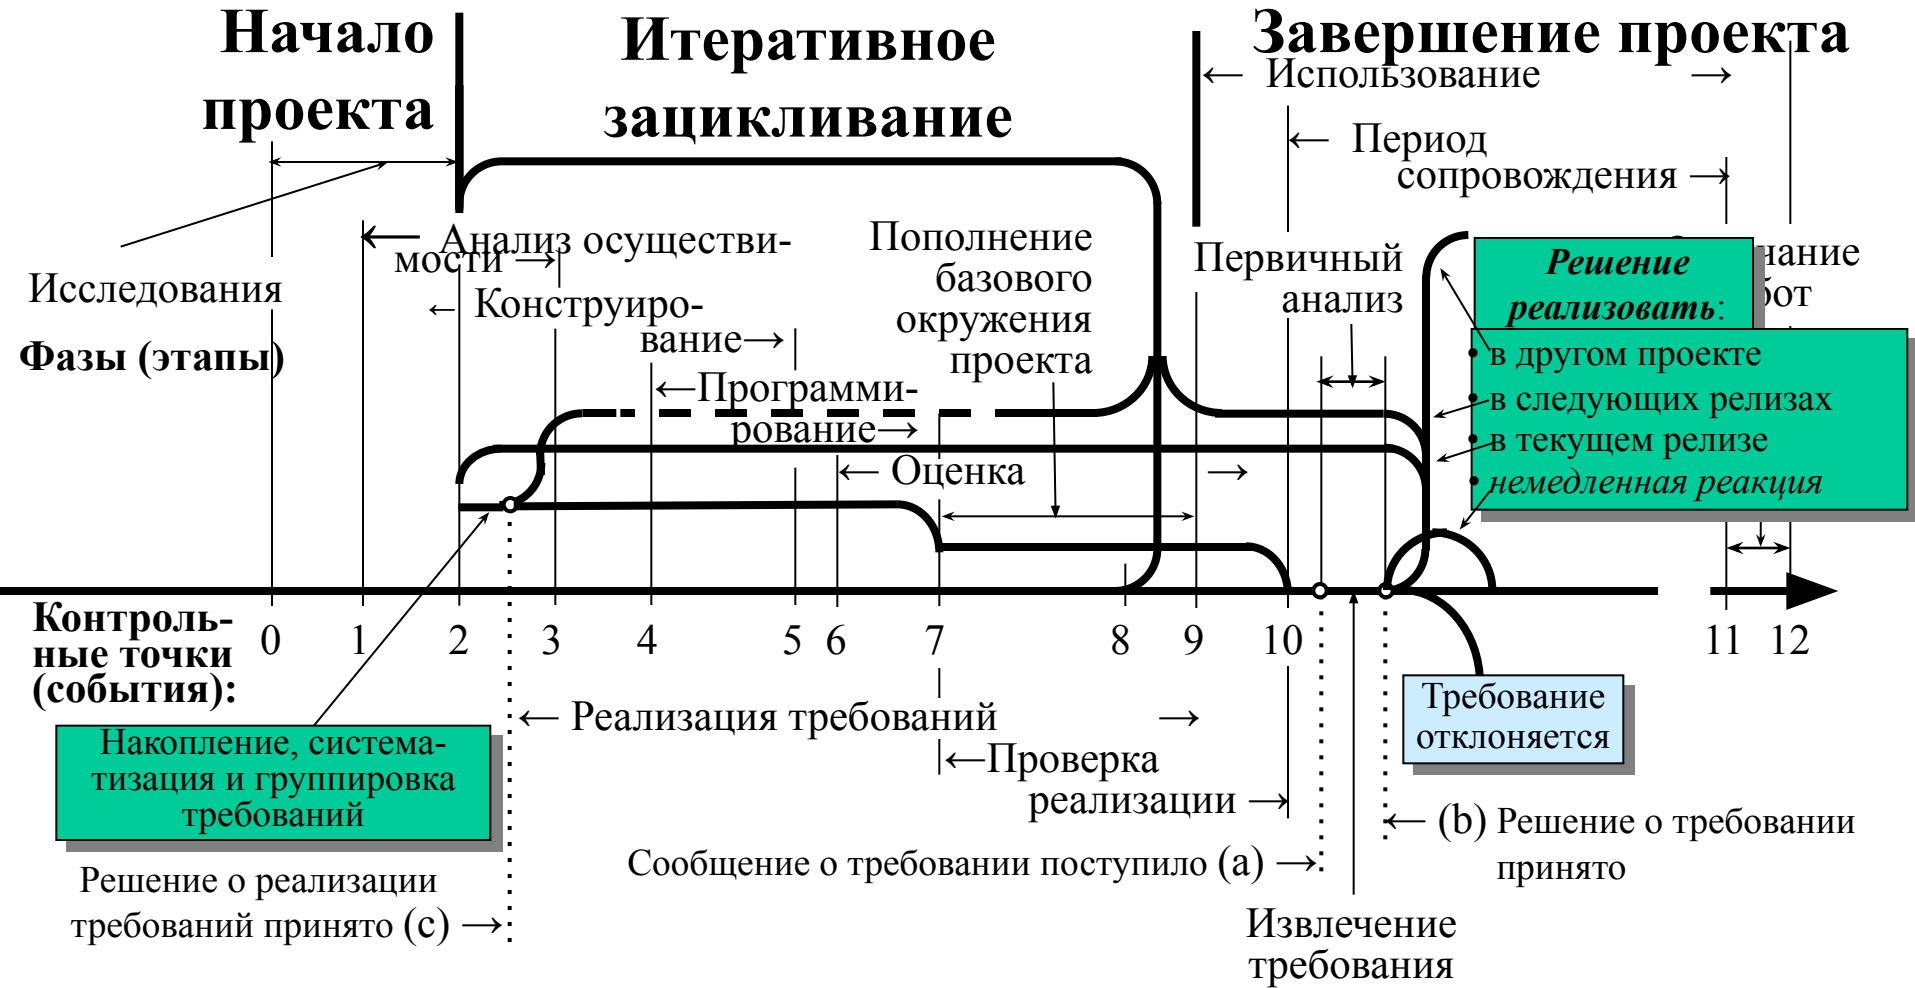 Начало
проекта
Итеративное
зацикливание
Завершение проекта
← Использование →
← Период
сопровождения →
← Анализ осуществи-
мости →
Исследования
← Конструиро-
вание→
Фазы (этапы)
←Программи-
рование→
← Оценка →
Пополнение
базового
окружения
проекта
Первичный
анализ
Решение
реализовать:
• в другом проекте
• в следующих релизах
• в текущем релизе
• немедленная реакция
Контроль-
ные точки
(события):
0 1 2 3 4 5 6 7 8 9 10 11 12
← Реализация требований →
←Проверка
реализации →
Требование
отклоняется
Накопление, система-
тизация и группировка
требований
← (b) Решение о требовании
принято
Сообщение о требовании поступило (a) →
Решение о реализации
требований принято (c) →
Извлечение
требования